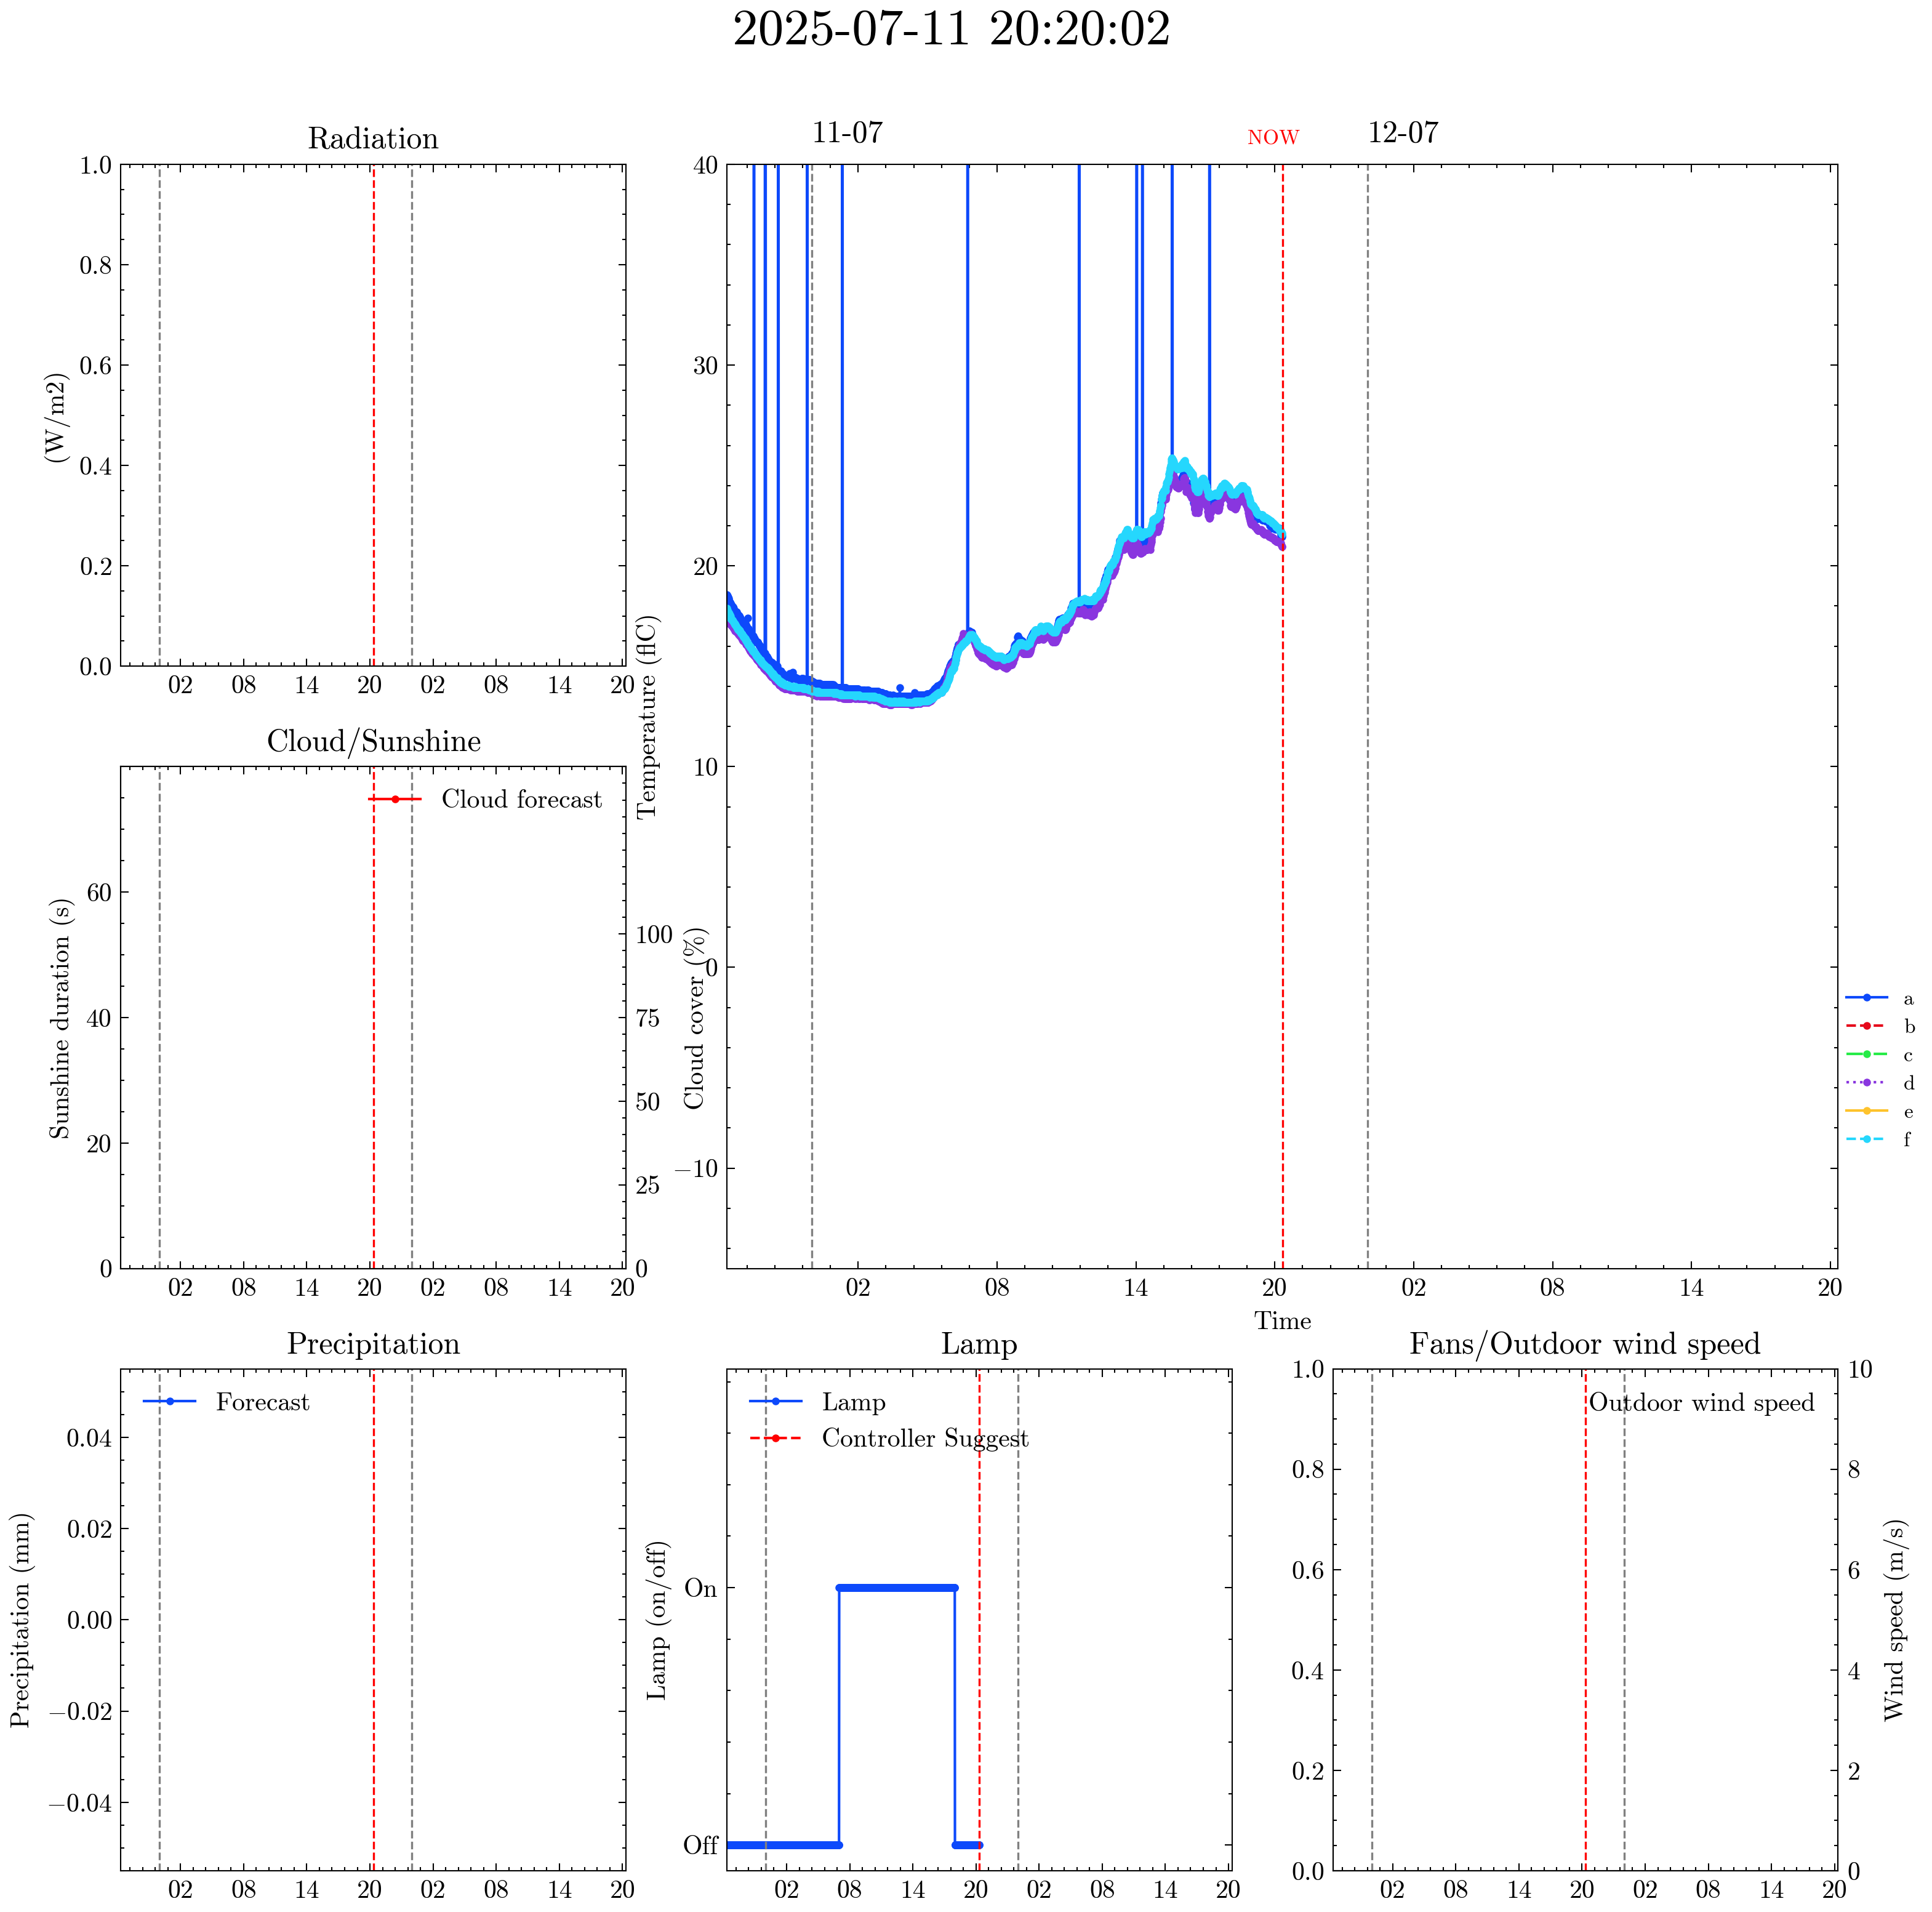 2025-07-11 20:20:02
Radiation
(W/m2)
1.0
0.8
0.6
0.4
0.2
0.0
02 08 14 20 02 08 14 20
11-07 NOW 12-07
Temperature (flC)
40
30
20
10
0
−10
02 08 14 20 02 08 14 20
Time
a
b
c
d
e
f
Cloud/Sunshine
Cloud forecast
Sunshine duration (s)
60
40
20
0
Cloud cover (%)
100
75
50
25
0
02 08 14 20 02 08 14 20
Precipitation
Forecast
Precipitation (mm)
0.04
0.02
0.00
−0.02
−0.04
02 08 14 20 02 08 14 20
Lamp
Lamp
Controller Suggest
Lamp (on/off)
On
Off
02 08 14 20 02 08 14 20
Fans/Outdoor wind speed
Outdoor wind speed
1.0
0.8
0.6
0.4
0.2
0.0
Wind speed (m/s)
10
8
6
4
2
0
02 08 14 20 02 08 14 20